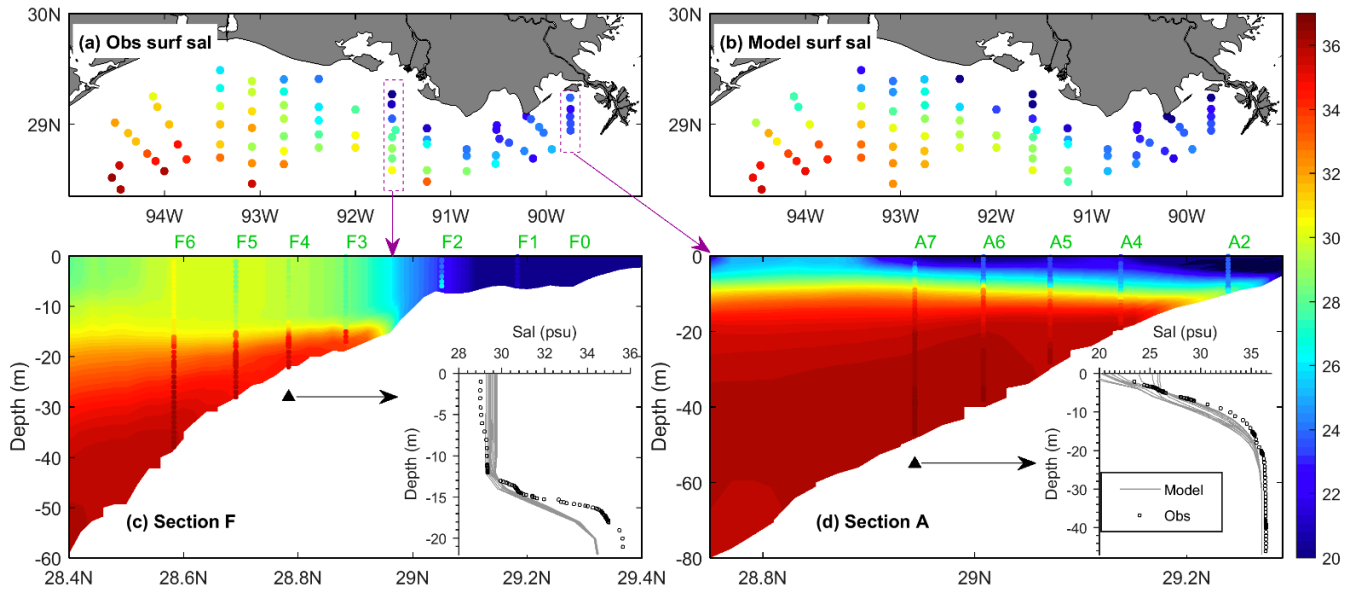 30N
29N
(a) Obs surf sal
94W 93W 92W 91W 90W
30N
29N
(b) Model surf sal
94W 93W 92W 91W 90W
36
34
32
30
28
26
24
22
20
F6 F5 F4 F3 F2 F1 F0
0
-10
-20
-30
-40
-50
-60
Depth (m)
28.4N 28.6N 28.8N 29N 29.2N 29.4N
(c) Section F
Sal (psu)
28 30 32 34 36
0
-5
-10
-15
-20
Depth (m)
A7 A6 A5 A4 A2
0
-20
-40
-60
-80
Depth (m)
28.8N 29N 29.2N
(d) Section A
Sal (psu)
20 25 30 35
0
-10
-20
-30
-40
Depth (m)
Model
Obs